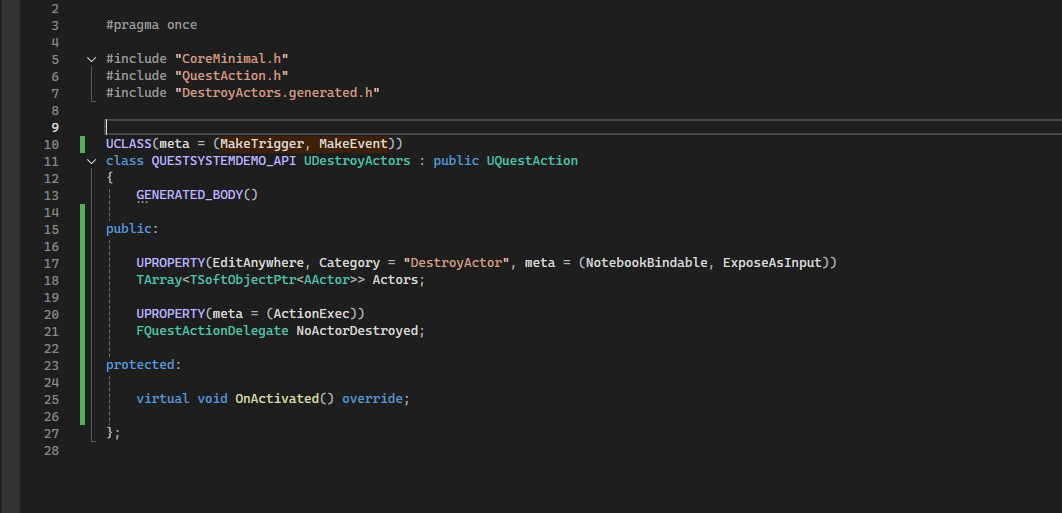 2
3 #pragma once
4
5 #include "CoreMinimal.h"
6 #include "QuestAction.h"
7 #include "DestroyActors.generated.h"
8
9
10 UCLASS(meta = (MakeTrigger, MakeEvent))
11 class QUESTSYSTEMDEMO_API UDestroyActors : public UQuestAction
12 {
13 GENERATED_BODY()
14
15 public:
16
17 UPROPERTY(EditAnywhere, Category = "DestroyActor", meta = (NotebookBindable, ExposeAsInput))
18 TArray<TSoftObjectPtr<AActor>> Actors;
19
20 UPROPERTY(meta = (ActionExec))
21 FQuestActionDelegate NoActorDestroyed;
22
23 protected:
24
25 virtual void OnActivated() override;
26
27 };
28